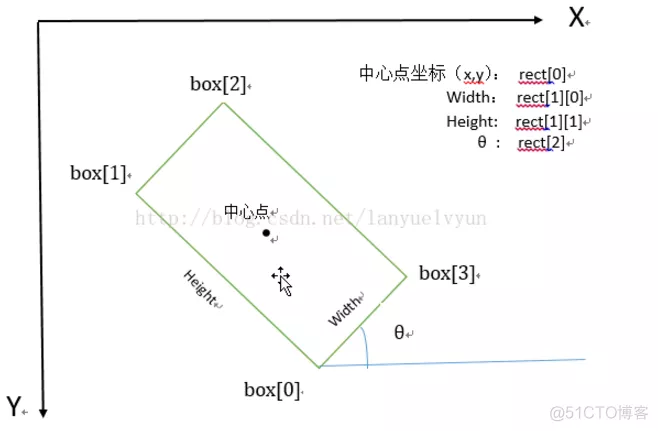 X
中心点坐标（x,y）： rect[0]
Width： rect[1][0]
Height: rect[1][1]
θ ： rect[2]
box[2]
box[1]
http://blog.csdn.net/lanyuelvyun
中心点
box[3]
Height
Width
θ
box[0]
Y
@51CTO博客